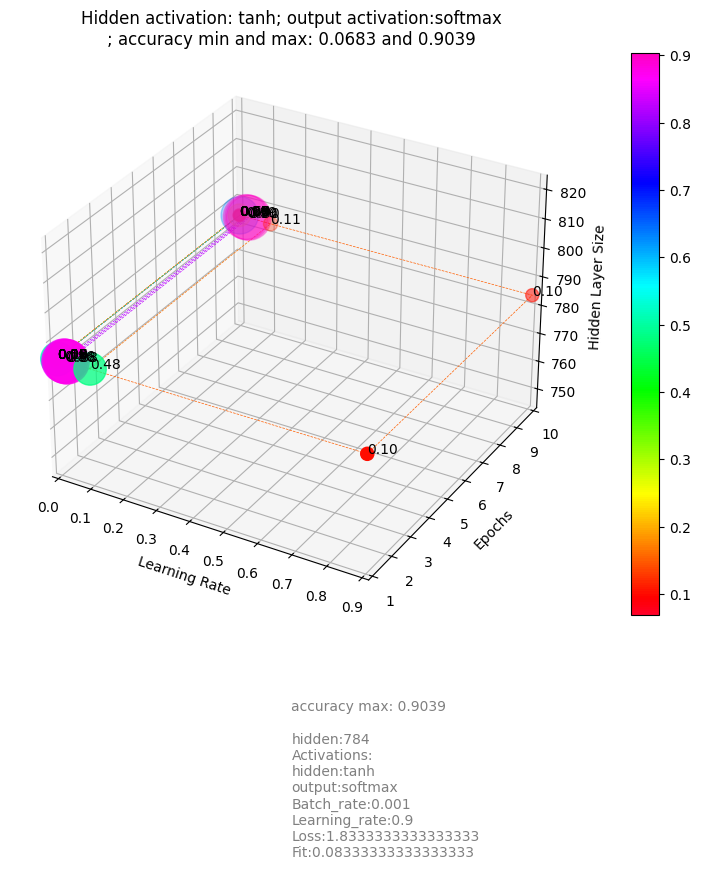 Hidden activation: tanh; output activation:softmax
; accuracy min and max: 0.0683 and 0.9039
0.9
0.8
0.7
0.6
0.5
0.4
0.3
0.2
0.1
820
810
800
790
780
770
760
750
Hidden Layer Size
0.11
0.10
0.48
0.10
0.0
0.1
0.2
0.3
0.4
0.5
0.6
0.7
0.8
0.9
Learning Rate
1
2
3
4
5
6
7
8
9
10
Epochs
accuracy max: 0.9039
hidden:784
Activations:
hidden:tanh
output:softmax
Batch_rate:0.001
Learning_rate:0.9
Loss:1.8333333333333333
Fit:0.08333333333333333